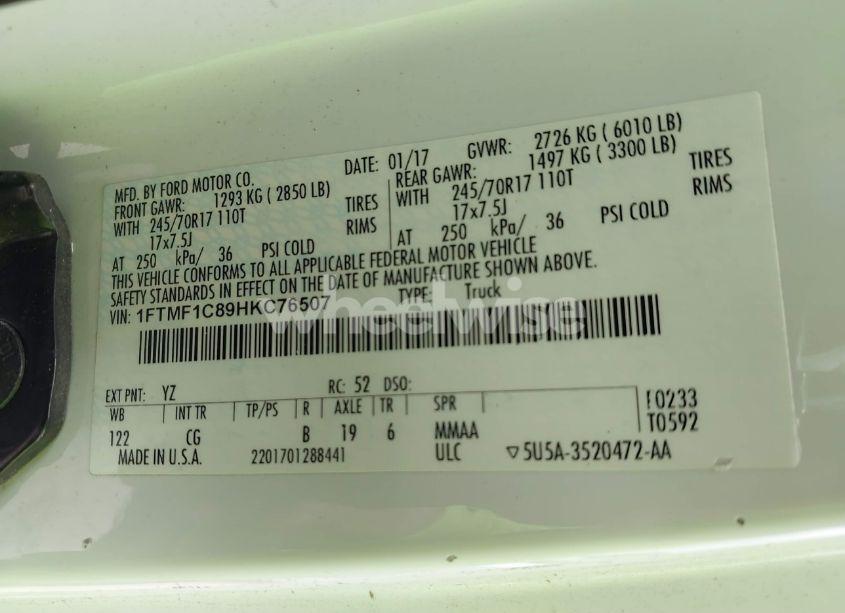 MFD. BY FORD MOTOR CO.
DATE: 01/17 GVWR: 2726 KG ( 6010 LB)
FRONT GAWR: 1293 KG ( 2850 LB) REAR GAWR: 1497 KG ( 3300 LB)
WITH 245/70R17 110T TIRES WITH 245/70R17 110T TIRES
17x7.5J RIMS 17x7.5J RIMS
AT 250 kPa/ 36 PSI COLD AT 250 kPa/ 36 PSI COLD
THIS VEHICLE CONFORMS TO ALL APPLICABLE FEDERAL MOTOR VEHICLE
SAFETY STANDARDS IN EFFECT ON THE DATE OF MANUFACTURE SHOWN ABOVE.
VIN: 1FTMF1C89HKC76507 TYPE: Truck
wheelwise
EXT PNT: YZ RC: 52 DSO:
WB INT TR TP/PS R AXLE TR SPR F0233
122 CG B 19 6 MMAA T0592
MADE IN U.S.A. 2201701288441 ULC ▽5U5A-3520472-AA